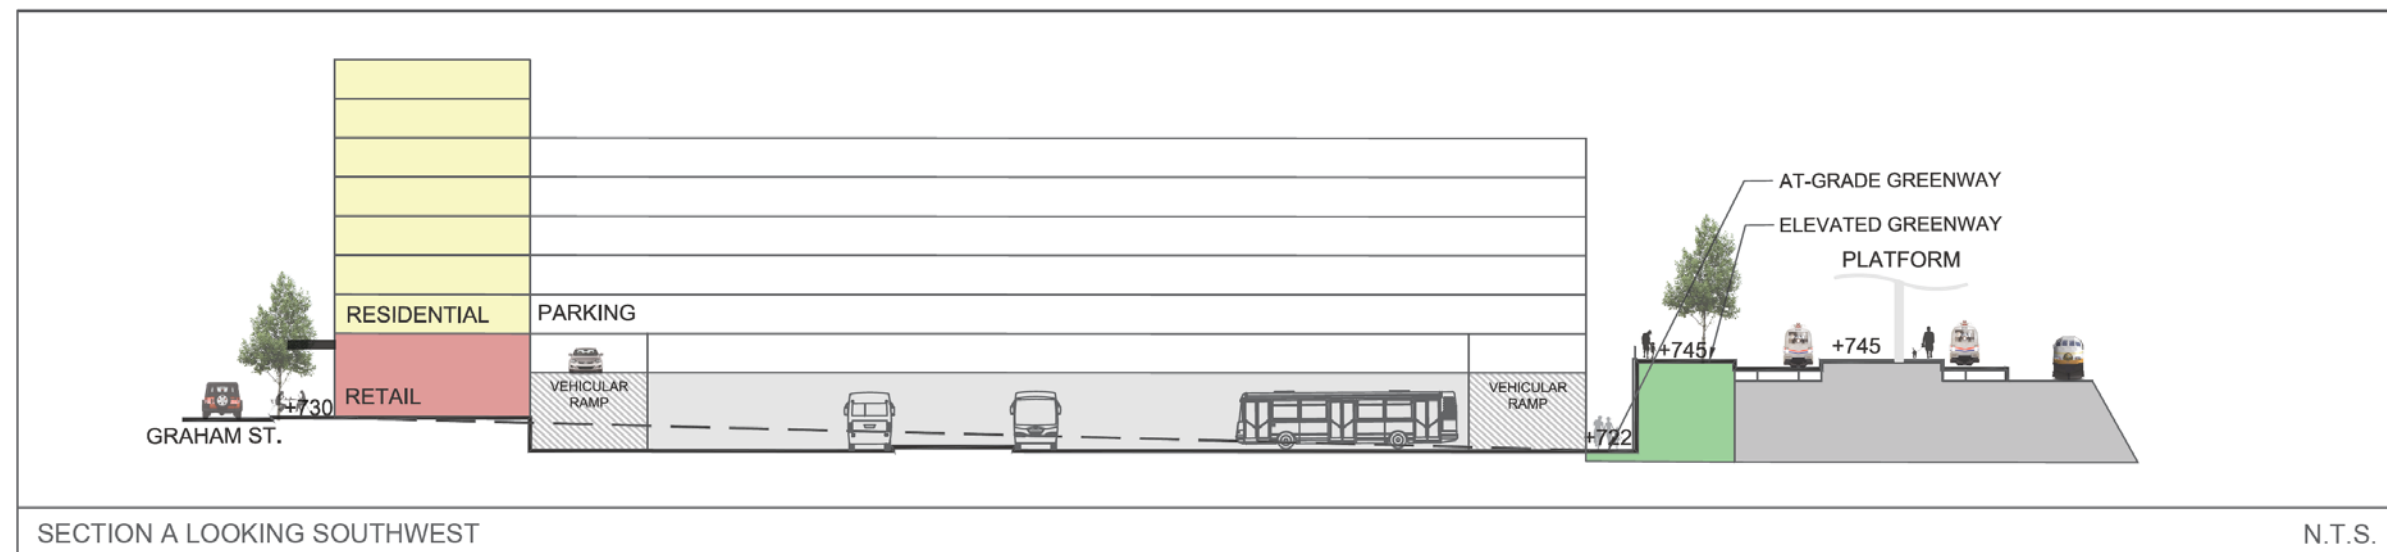 AT-GRADE GREENWAY
ELEVATED GREENWAY
PLATFORM
RESIDENTIAL
PARKING
+745
+745
VEHICULAR
RAMP
VEHICULAR
RAMP
RETAIL
+730
GRAHAM ST.
+722
SECTION A LOOKING SOUTHWEST
N.T.S.